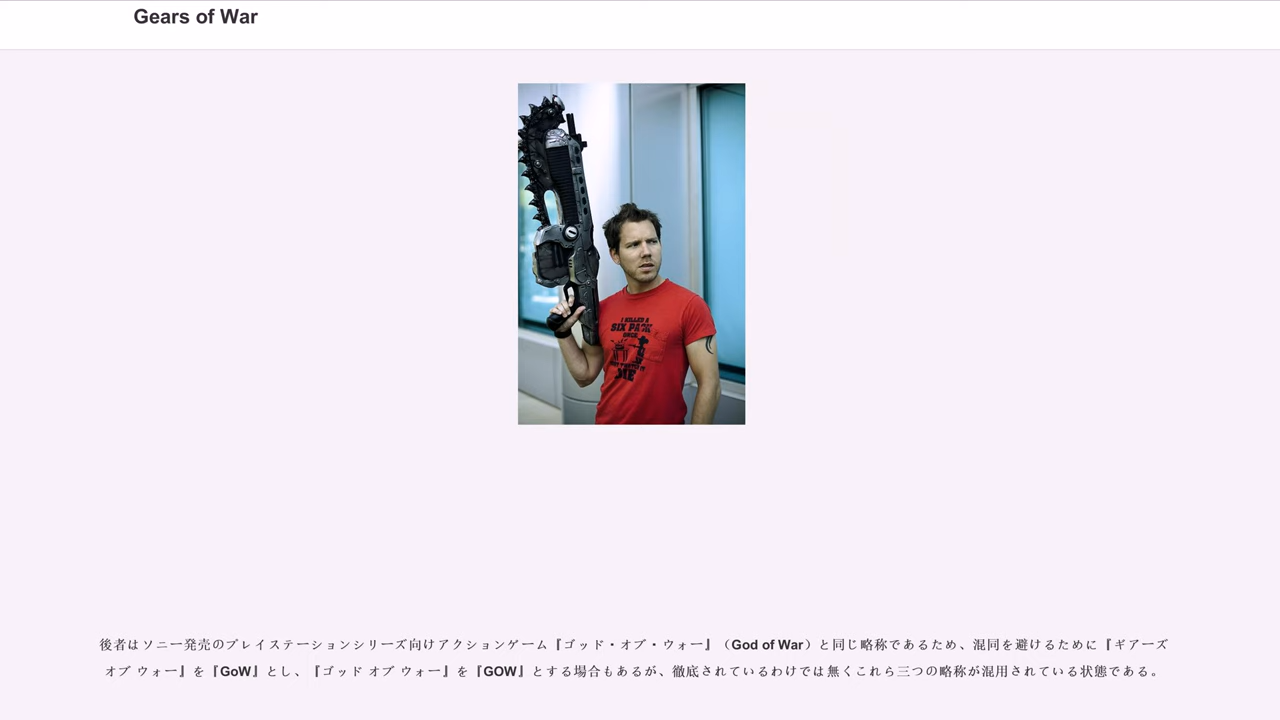 Gears of War
I KILLED A
SIX PACK
ONCE
DIE
後者はソニー発売のプレイステーションシリーズ向けアクションゲーム『ゴッド・オブ・ウォー』（God of War）と同じ略称であるため、混同を避けるために『ギアーズ
オブ ウォー』を『GoW』とし、『ゴッド オブ ウォー』を『GOW』とする場合もあるが、徹底されているわけでは無くこれら三つの略称が混用されている状態である。